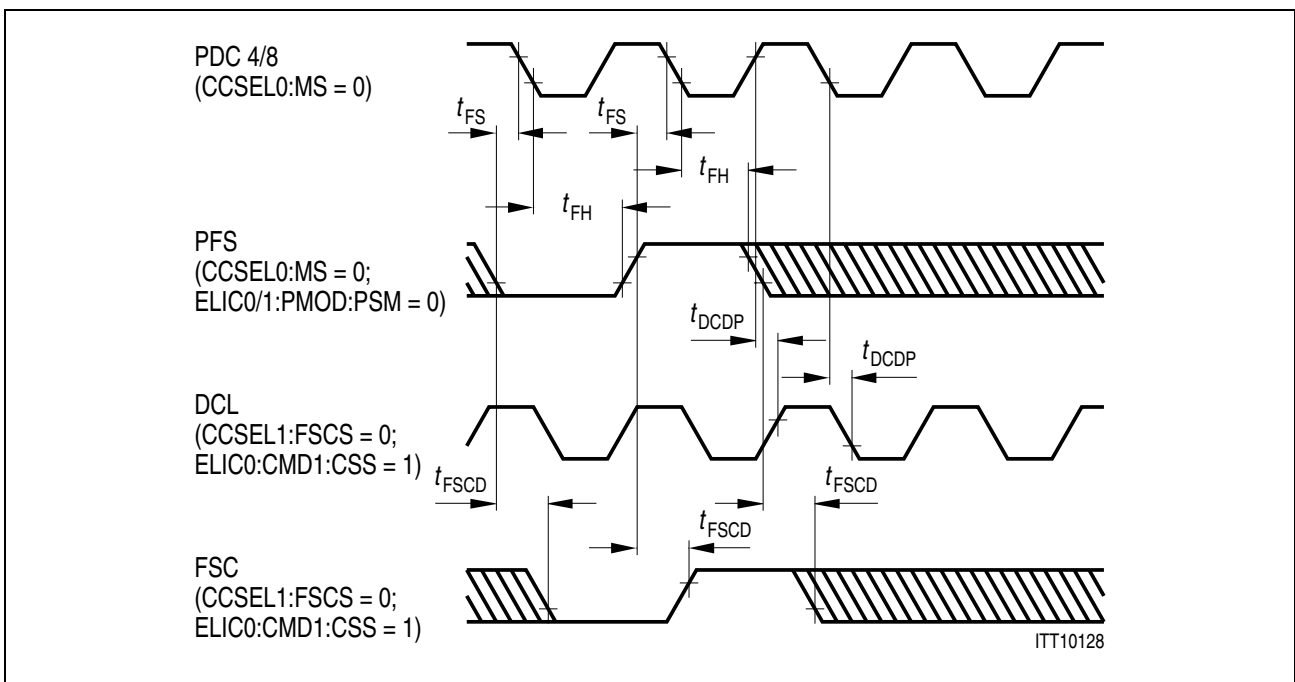 PDC 4/8
(CCSEL0:MS = 0)
tFS
tFS
tFH
tFH
PFS
(CCSEL0:MS = 0;
ELIC0/1:PMOD:PSM = 0)
tDCDP
tDCDP
DCL
(CCSEL1:FSCS = 0;
ELIC0:CMD1:CSS = 1)
tFSCD
tFSCD
tFSCD
FSC
(CCSEL1:FSCS = 0;
ELIC0:CMD1:CSS = 1)
ITT10128